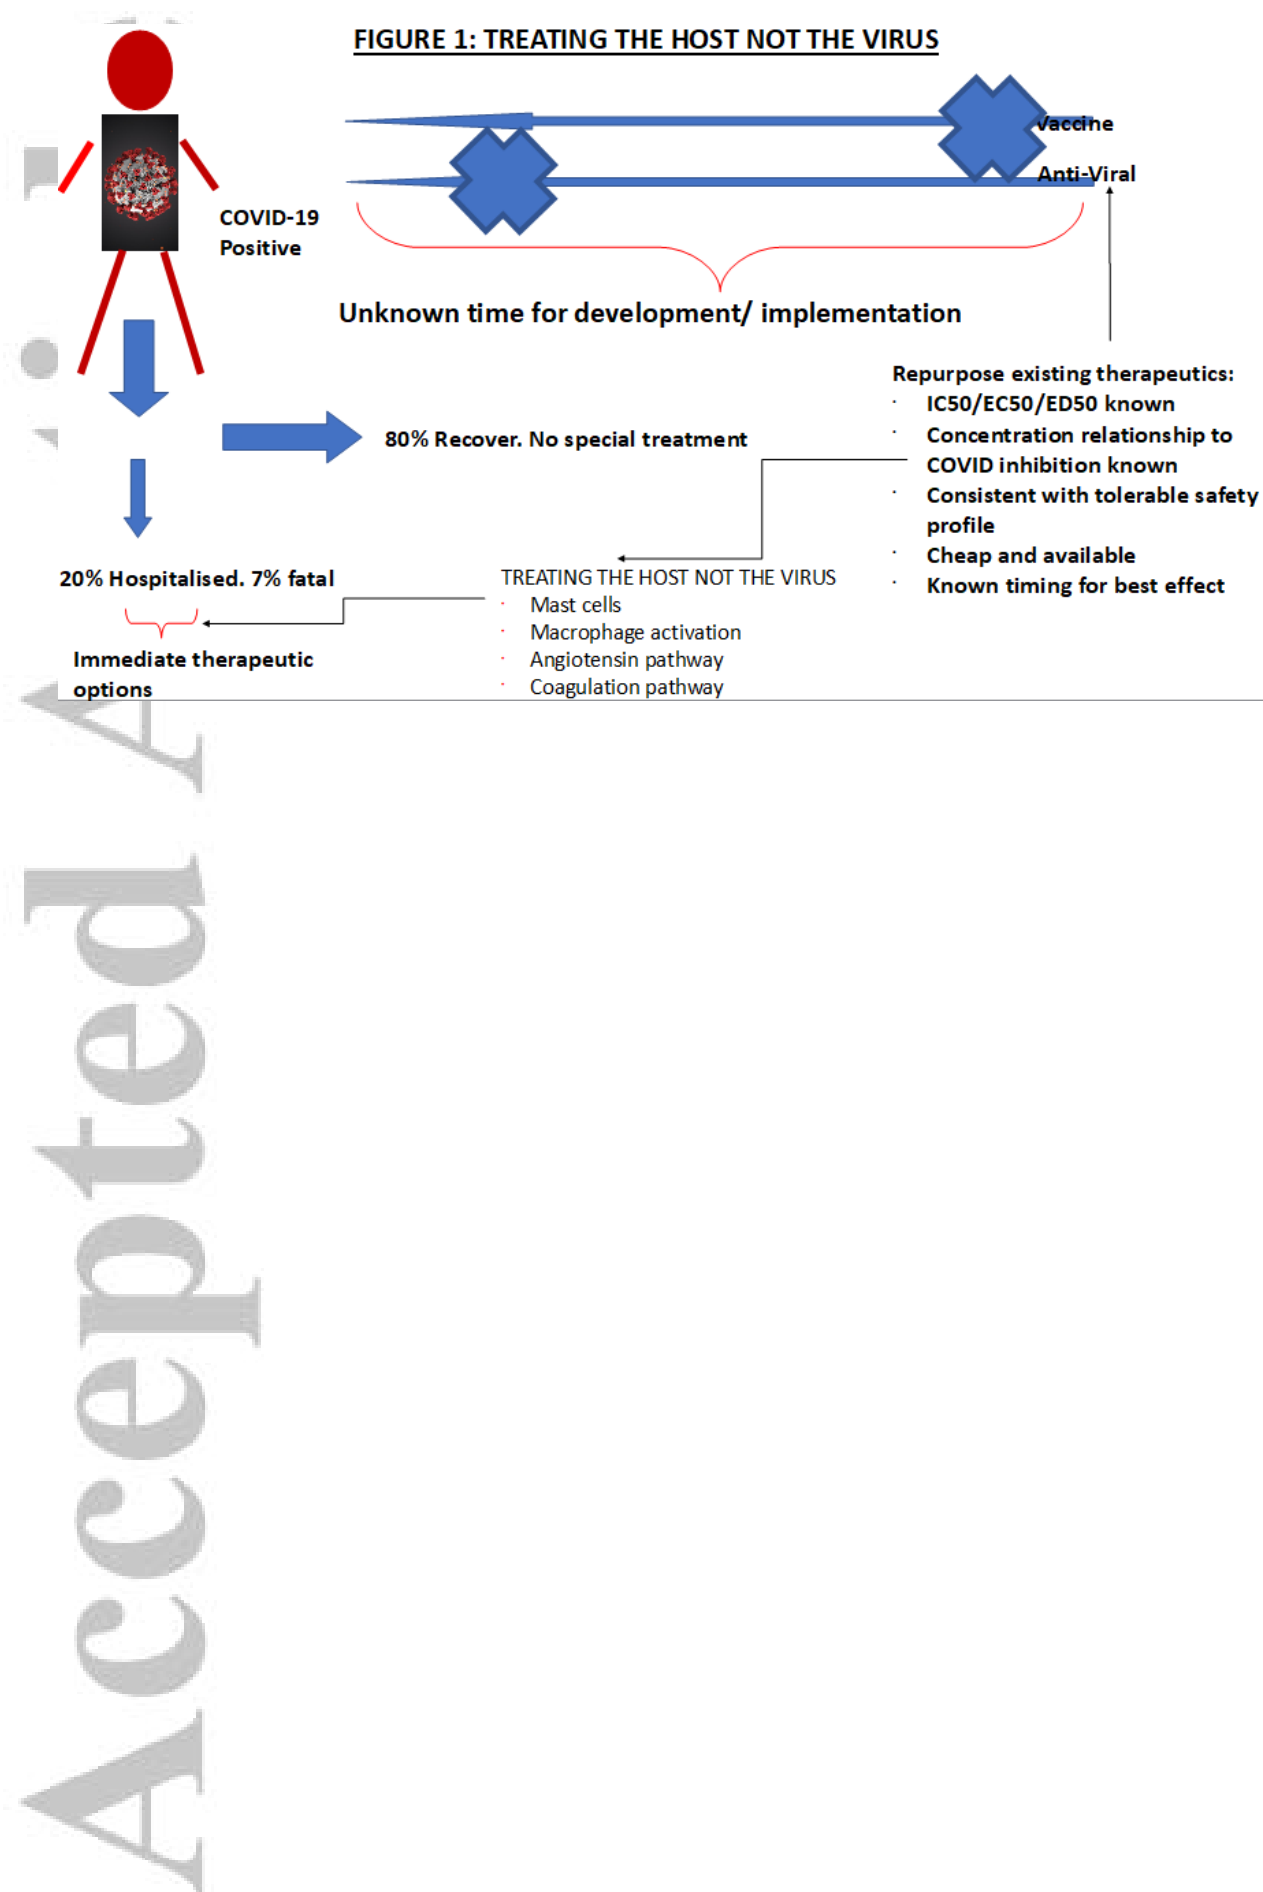 FIGURE 1: TREATING THE HOST NOT THE VIRUS
Vaccine
Anti-Viral
COVID-19
Positive
Unknown time for development/ implementation
Repurpose existing therapeutics:
· IC50/EC50/ED50 known
· Concentration relationship to
COVID inhibition known
· Consistent with tolerable safety
profile
· Cheap and available
· Known timing for best effect
80% Recover. No special treatment
20% Hospitalised. 7% fatal
Immediate therapeutic
options
TREATING THE HOST NOT THE VIRUS
· Mast cells
· Macrophage activation
· Angiotensin pathway
· Coagulation pathway
Accepted A